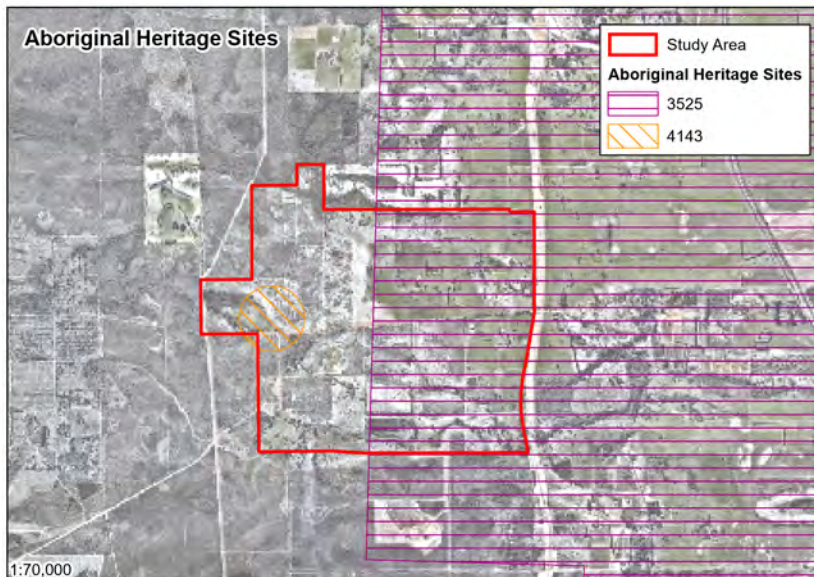 Aboriginal Heritage Sites
Study Area
Aboriginal Heritage Sites
3525
4143
1:70,000